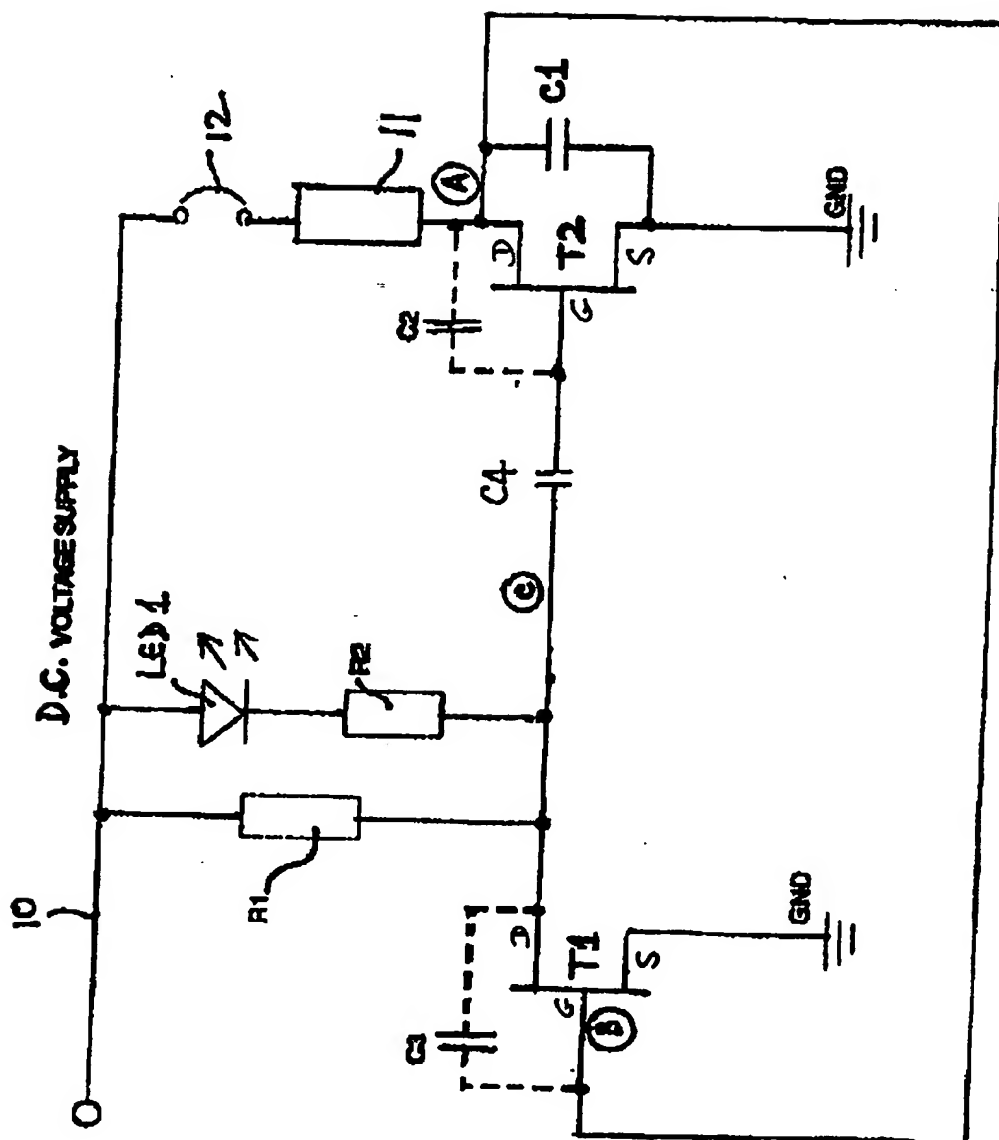 D.C. VOLTAGE SUPPLY
10
12
LED 1
11
R1
R2
A
C1
C2
D
T2
G
S
GND
C4
C
C3
D
T1
G
S
B
GND